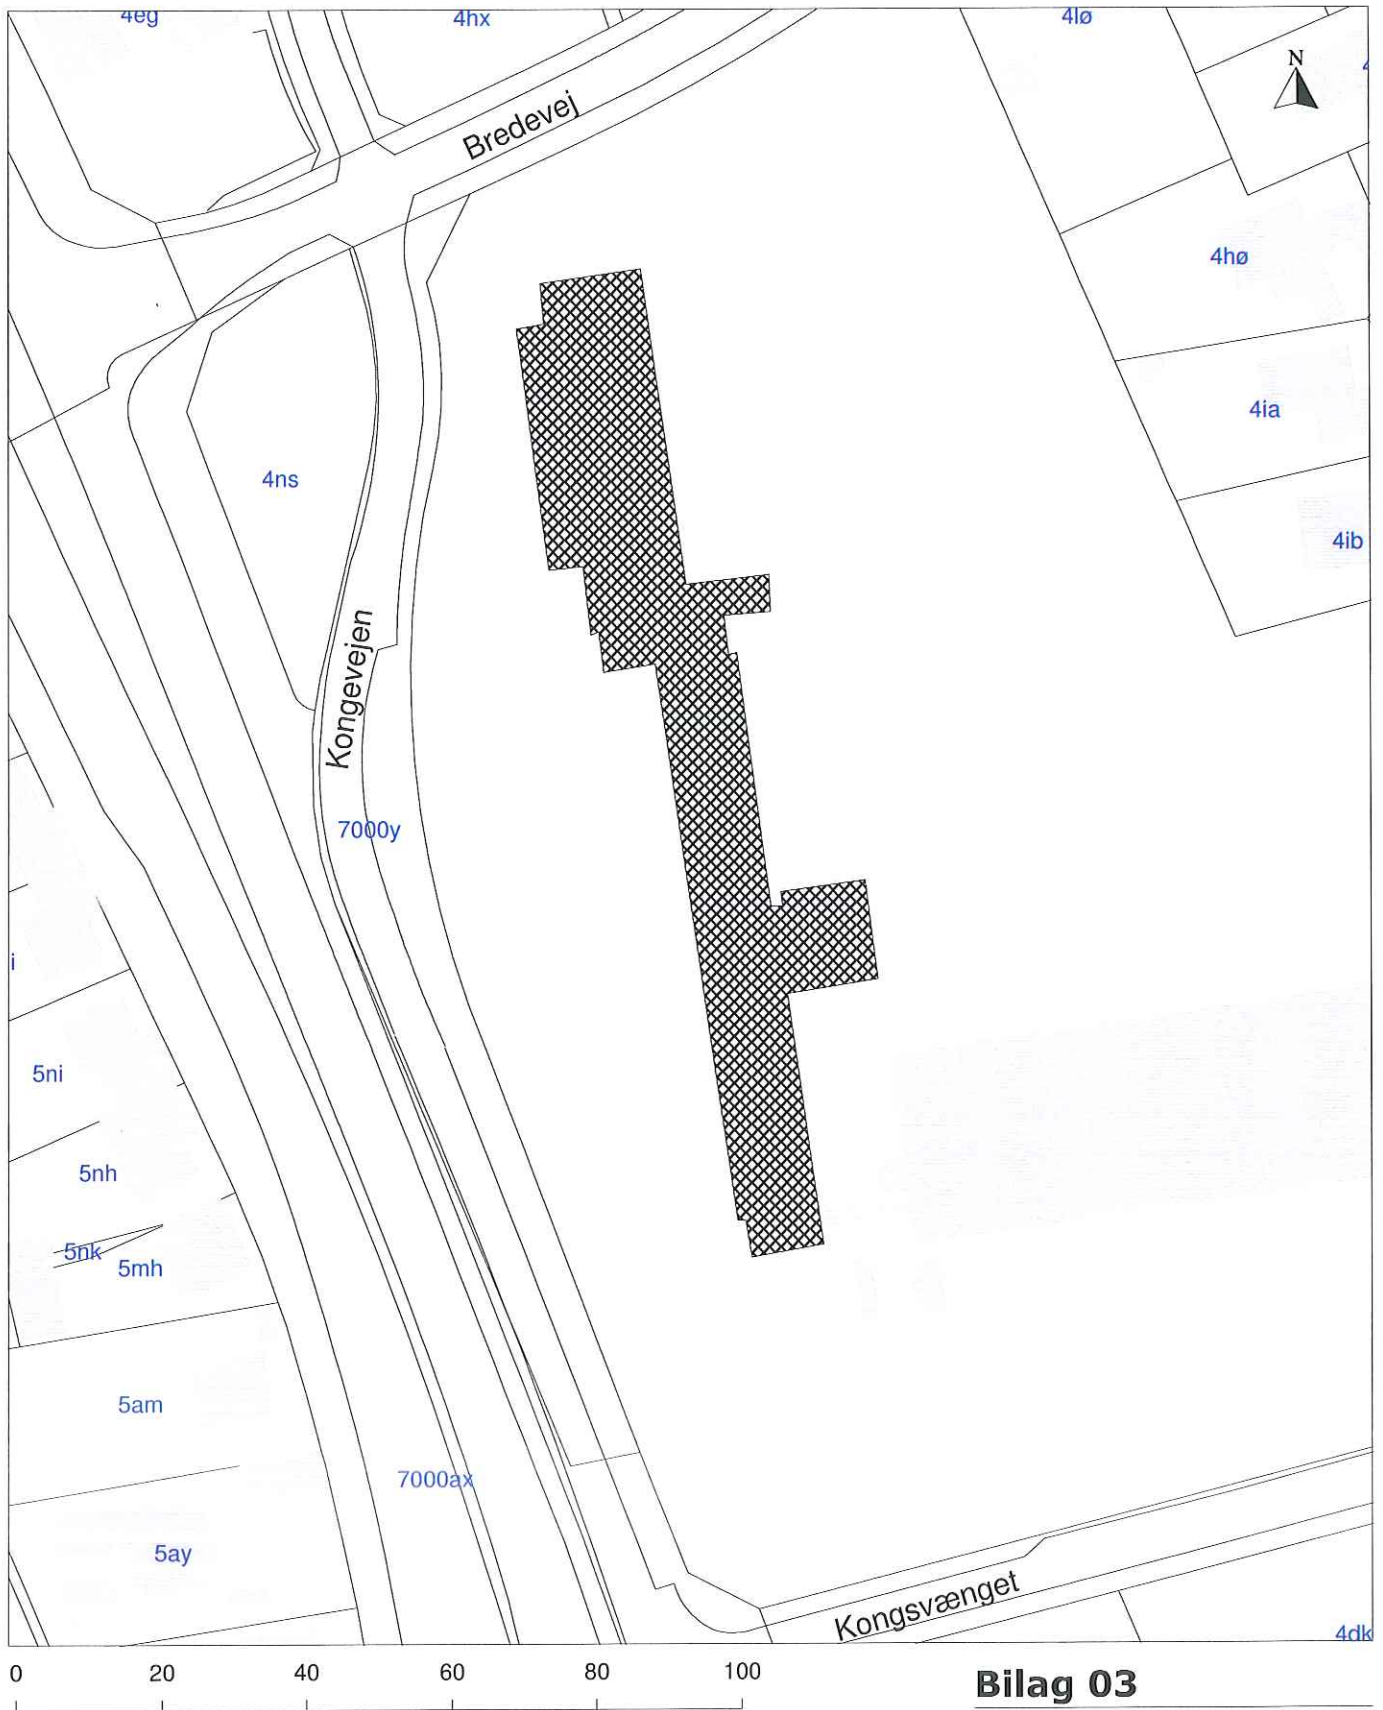 4eg
4hx
4lø
N
Bredevej
4hø
4ia
4ns
4ib
Kongevejen
7000y
i
5ni
5nh
5nk
5mh
5am
7000ax
5ay
Kongsvænget
4dk
0 20 40 60 80 100
Bilag 03